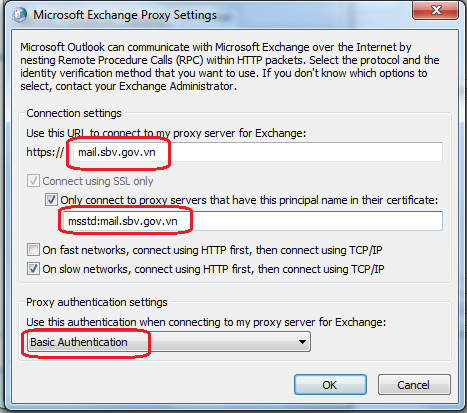 Microsoft Exchange Proxy Settings
Microsoft Outlook can communicate with Microsoft Exchange over the Internet by
nesting Remote Procedure Calls (RPC) within HTTP packets. Select the protocol and the
identity verification method that you want to use. If you don't know which options to
select, contact your Exchange Administrator.
Connection settings
Use this URL to connect to my proxy server for Exchange:
https:// mail.sbv.gov.vn
Connect using SSL only
Only connect to proxy servers that have this principal name in their certificate:
msstd:mail.sbv.gov.vn
On fast networks, connect using HTTP first, then connect using TCP/IP
On slow networks, connect using HTTP first, then connect using TCP/IP
Proxy authentication settings
Use this authentication when connecting to my proxy server for Exchange:
Basic Authentication
OK Cancel